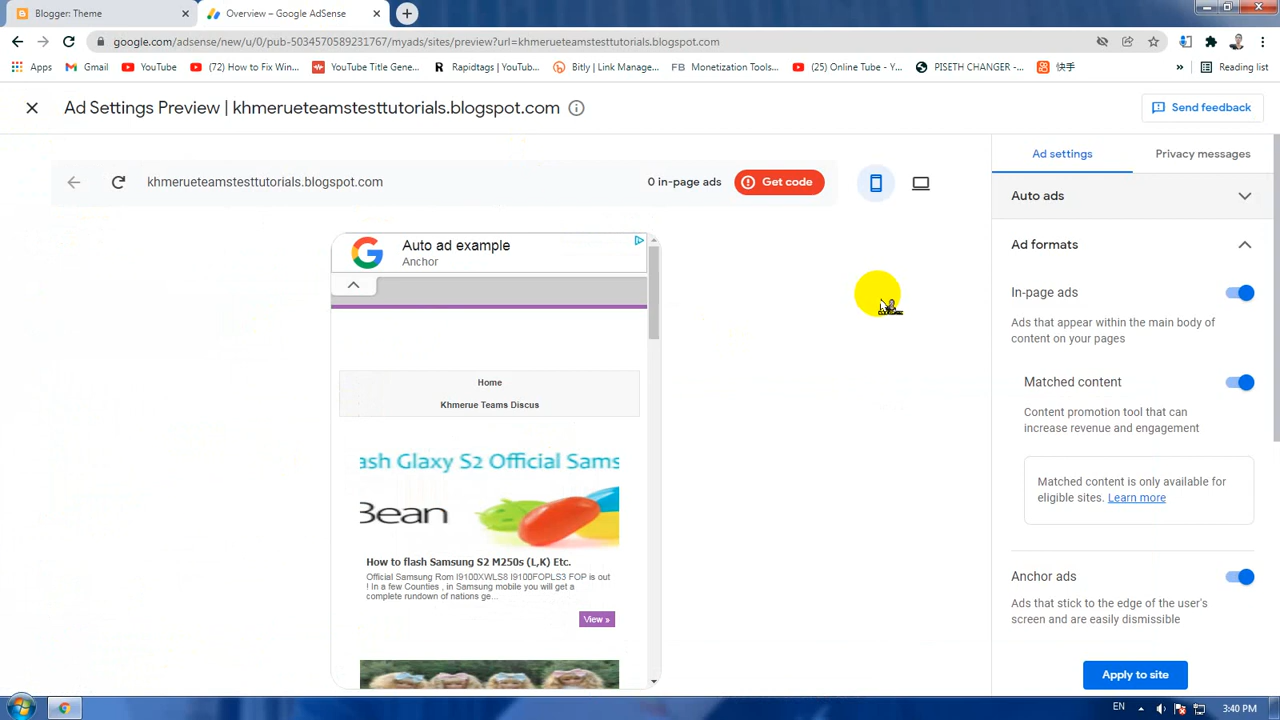 Blogger: Theme
Overview – Google AdSense
google.com/adsense/new/u/0/pub-5034570589231767/myads/sites/preview?url=khmerueteamstesttutorials.blogspot.com
Apps
Gmail
YouTube
(72) How to Fix Win...
YouTube Title Gene...
Rapidtags | YouTub...
Bitly | Link Manage...
FB Monetization Tools...
(25) Online Tube - Y...
PISETH CHANGER -...
快手
»
Reading list
Ad Settings Preview | khmerueteamstesttutorials.blogspot.com
Send feedback
khmerueteamstesttutorials.blogspot.com
0 in-page ads
Get code
Auto ad example
Anchor
Home
Khmerue Teams Discus
ash Glaxy S2 Official Sams
Bean
How to flash Samsung S2 M250s (L,K) Etc.
Official Samsung Rom I9100XWLS8 I9100FOPLS3 FOP is out
! In a few Counties , in Samsung mobile you will get a
complete rundown of nations ge...
View »
Ad settings
Privacy messages
Auto ads
Ad formats
In-page ads
Ads that appear within the main body of
content on your pages
Matched content
Content promotion tool that can
increase revenue and engagement
Matched content is only available for
eligible sites. Learn more
Anchor ads
Ads that stick to the edge of the user's
screen and are easily dismissible
Apply to site
EN
3:40 PM